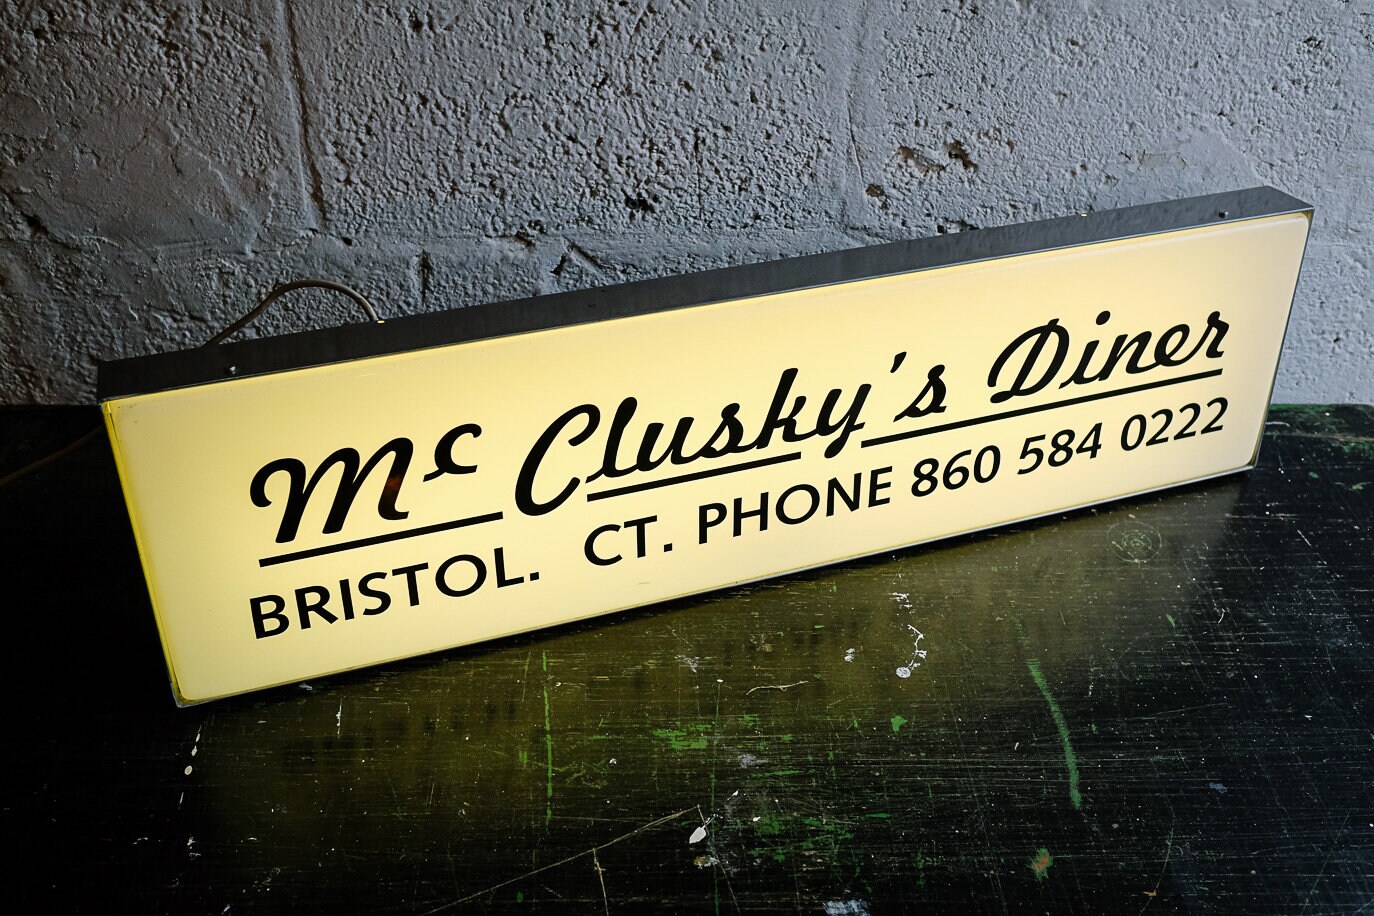 Mc Clusky's Diner
BRISTOL. CT. PHONE 860 584 0222